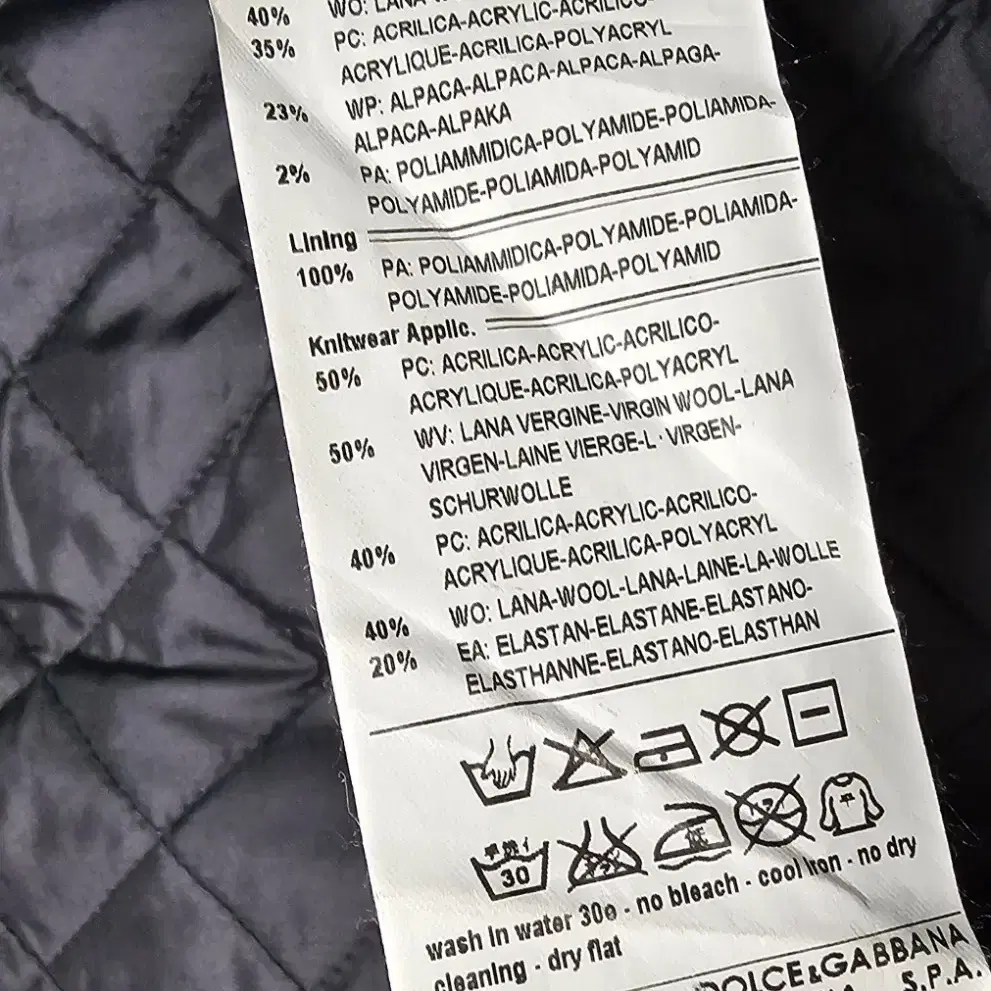 40% WO: LANA
35% PC: ACRILICA-ACRYLIC-ACRILICO-
ACRYLIQUE-ACRILICA-POLYACRYL
23% WP: ALPACA-ALPACA-ALPACA-ALPAGA-
ALPACA-ALPAKA
2% PA: POLIAMMIDICA-POLYAMIDE-POLIAMIDA-
POLYAMIDE-POLIAMIDA-POLYAMID
Lining
100% PA: POLIAMMIDICA-POLYAMIDE-POLIAMIDA-
POLYAMIDE-POLIAMIDA-POLYAMID
Knitwear Applic.
50% PC: ACRILICA-ACRYLIC-ACRILICO-
ACRYLIQUE-ACRILICA-POLYACRYL
50% WV: LANA VERGINE-VIRGIN WOOL-LANA
VIRGEN-LAINE VIERGE-L·VIRGEN-
SCHURWOLLE
40% PC: ACRILICA-ACRYLIC-ACRILICO-
ACRYLIQUE-ACRILICA-POLYACRYL
40% WO: LANA-WOOL-LANA-LAINE-LA-WOLLE
20% EA: ELASTAN-ELASTANE-ELASTANO-
ELASTHANNE-ELASTANO-ELASTHAN
30
wash in water 30e - no bleach - cool iron - no dry
cleaning - dry flat
DOLCE&GABBANA
S.P.A.